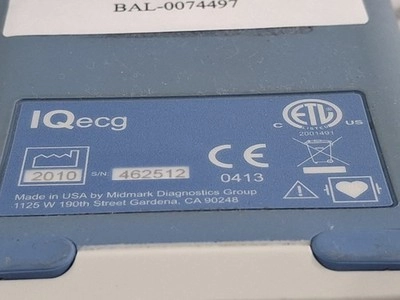 BAL-0074497
IQecg
C ETL US
LISTED
2001491
2010 S/N: 462512
CE
0413
Made in USA by Midmark Diagnostics Group
1125 W 190th Street Gardena, CA 90248